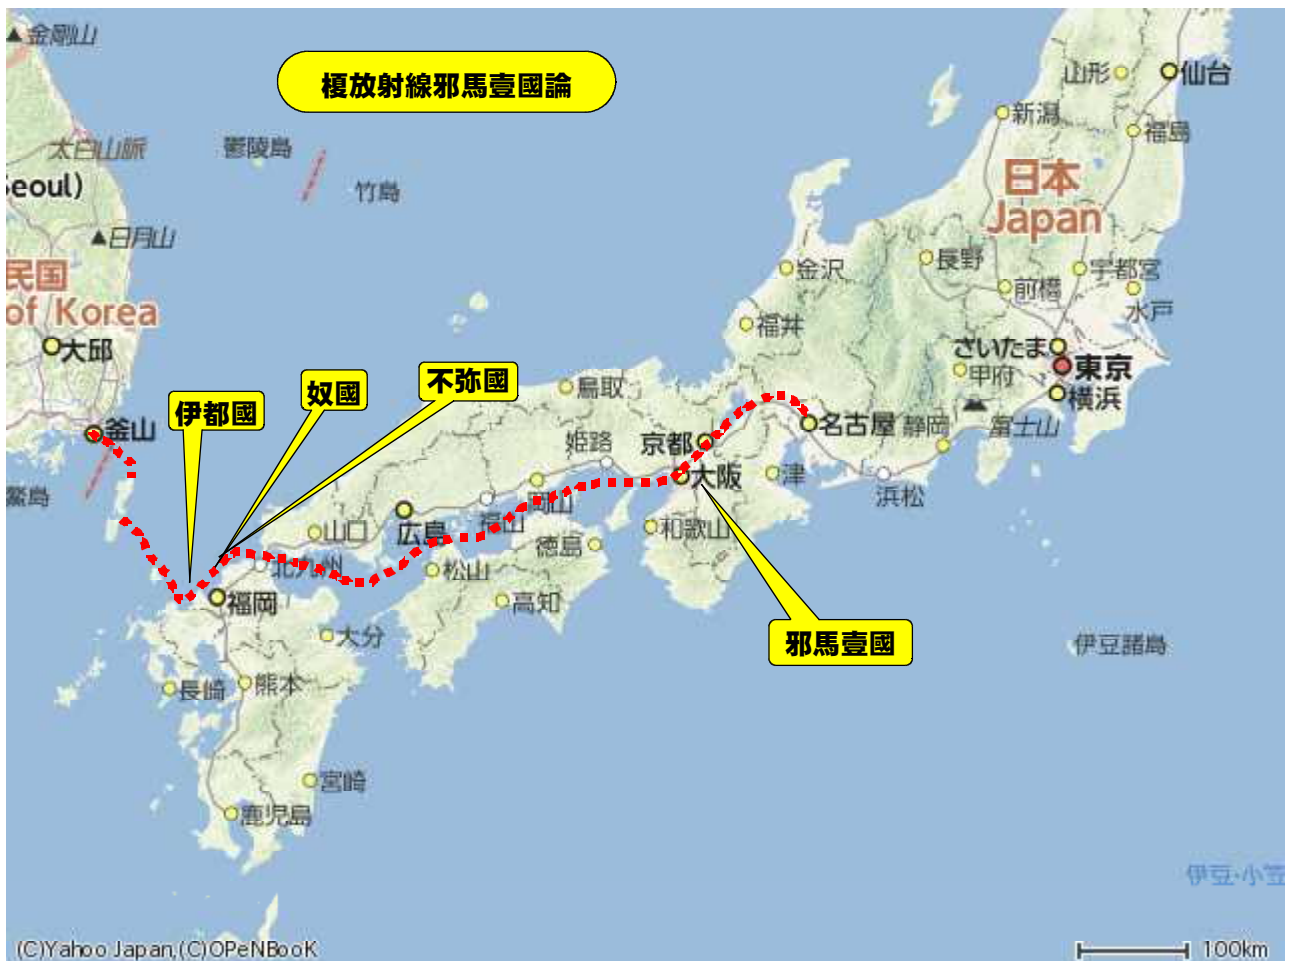 金剛山
榎放射線邪馬壹國論
山形
仙台
新潟
福島
太白山脈
鬱陵島
竹島
Seoul)
日本
Japan
日月山
民国
of Korea
金沢
長野
宇都宮
前橋
水戸
福井
大邱
さいたま
東京
甲府
横浜
鳥取
伊都國
奴國
不弥國
釜山
姫路
京都
名古屋
静岡
富士山
大阪
津
浜松
岡山
福山
広島
山口
和歌山
徳島
北九州
松山
高知
福岡
大分
邪馬壹國
伊豆諸島
長崎
熊本
宮崎
鹿児島
伊豆·小笠
(C)Yahoo Japan,(C)OPeNBooK
100km